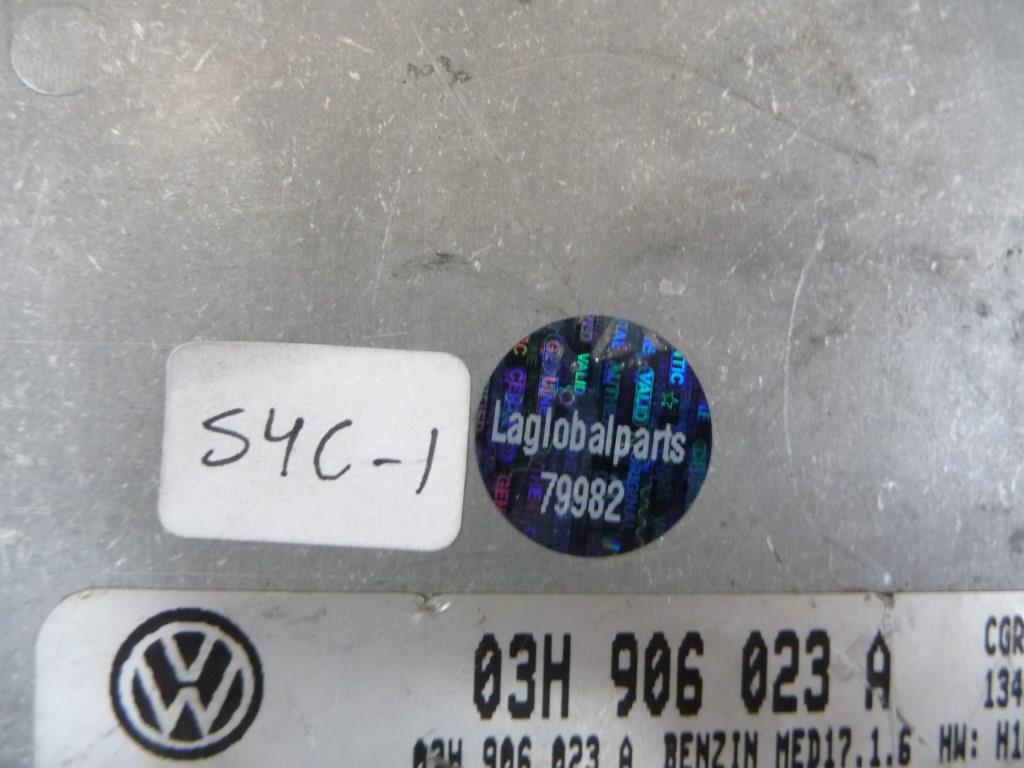 S4C-1
Laglobalparts
79982
03H 906 023 A
CGR
134
03H 906 023 A BENZIN MED17.1.6 HW: H1